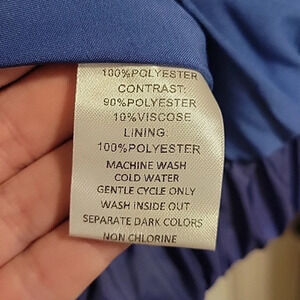 100%POLYESTER
CONTRAST:
90%POLYESTER
10%VISCOSE
LINING:
100%POLYESTER
MACHINE WASH
COLD WATER
GENTLE CYCLE ONLY
WASH INSIDE OUT
SEPARATE DARK COLORS
NON CHLORINE